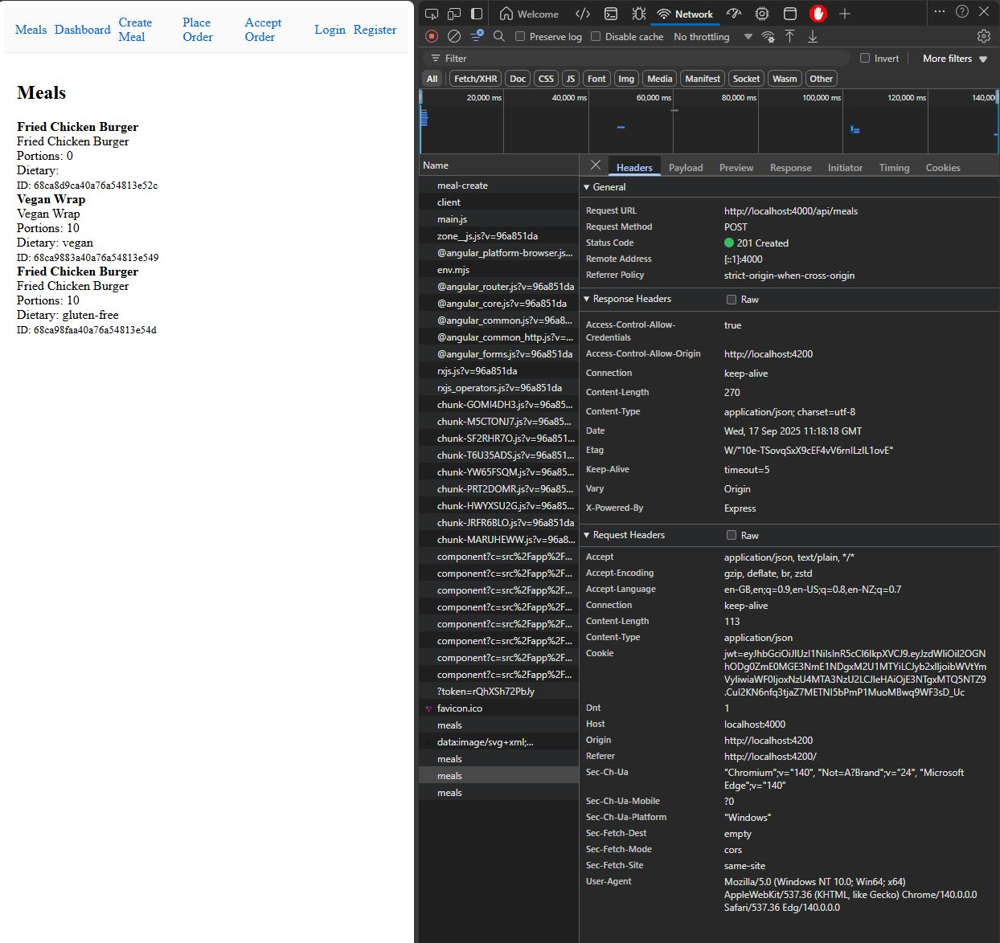 Meals Dashboard Create Meal Place Order Accept Order Login Register
Meals
Fried Chicken Burger
Fried Chicken Burger
Portions: 0
Dietary:
ID: 68ca8d9ca40a76a54813e52c
Vegan Wrap
Vegan Wrap
Portions: 10
Dietary: vegan
ID: 68ca9883a40a76a54813e549
Fried Chicken Burger
Fried Chicken Burger
Portions: 10
Dietary: gluten-free
ID: 68ca98faa40a76a54813e54d
Welcome Network
Preserve log Disable cache No throttling
Filter Invert More filters
All Fetch/XHR Doc CSS JS Font Img Media Manifest Socket Wasm Other
20,000 ms 40,000 ms 60,000 ms 80,000 ms 100,000 ms 120,000 ms 140,0
Name
meal-create
client
main.js
zone__js.js?v=96a851da
@angular_platform-browser.js...
env.mjs
@angular_router.js?v=96a851da
@angular_core.js?v=96a851da
@angular_common.js?v=96a8...
@angular_common_http.js?v=...
@angular_forms.js?v=96a851da
rxjs.js?v=96a851da
rxjs_operators.js?v=96a851da
chunk-GOMI4DH3.js?v=96a85...
chunk-M5CTONJ7.js?v=96a85...
chunk-SF2RHR7O.js?v=96a851...
chunk-T6U35ADS.js?v=96a851...
chunk-YW65FSQM.js?v=96a85...
chunk-PRT2DOMR.js?v=96a85...
chunk-HWYXSU2G.js?v=96a85...
chunk-JRFR6BLO.js?v=96a851da
chunk-MARUHEWW.js?v=96a8...
component?c=src%2Fapp%2F...
component?c=src%2Fapp%2F...
component?c=src%2Fapp%2F...
component?c=src%2Fapp%2F...
component?c=src%2Fapp%2F...
component?c=src%2Fapp%2F...
component?c=src%2Fapp%2F...
component?c=src%2Fapp%2F...
?token=rQhXSh72PbJy
favicon.ico
meals
data:image/svg+xml;...
meals
meals
meals
Headers Payload Preview Response Initiator Timing Cookies
General
Request URL http://localhost:4000/api/meals
Request Method POST
Status Code 201 Created
Remote Address [::1]:4000
Referrer Policy strict-origin-when-cross-origin
Response Headers Raw
Access-Control-Allow-Credentials true
Access-Control-Allow-Origin http://localhost:4200
Connection keep-alive
Content-Length 270
Content-Type application/json; charset=utf-8
Date Wed, 17 Sep 2025 11:18:18 GMT
Etag W/"10e-TSovqSxX9cEF4vV6rnILzIL1ovE"
Keep-Alive timeout=5
Vary Origin
X-Powered-By Express
Request Headers Raw
Accept application/json, text/plain, */*
Accept-Encoding gzip, deflate, br, zstd
Accept-Language en-GB,en;q=0.9,en-US;q=0.8,en-NZ;q=0.7
Connection keep-alive
Content-Length 113
Content-Type application/json
Cookie
Dnt 1
Host localhost:4000
Origin http://localhost:4200
Referer http://localhost:4200/
Sec-Ch-Ua "Chromium";v="140", "Not=A?Brand";v="24", "Microsoft
Edge";v="140"
Sec-Ch-Ua-Mobile ?0
Sec-Ch-Ua-Platform "Windows"
Sec-Fetch-Dest empty
Sec-Fetch-Mode cors
Sec-Fetch-Site same-site
User-Agent Mozilla/5.0 (Windows NT 10.0; Win64; x64)
AppleWebKit/537.36 (KHTML, like Gecko) Chrome/140.0.0.0
Safari/537.36 Edg/140.0.0.0